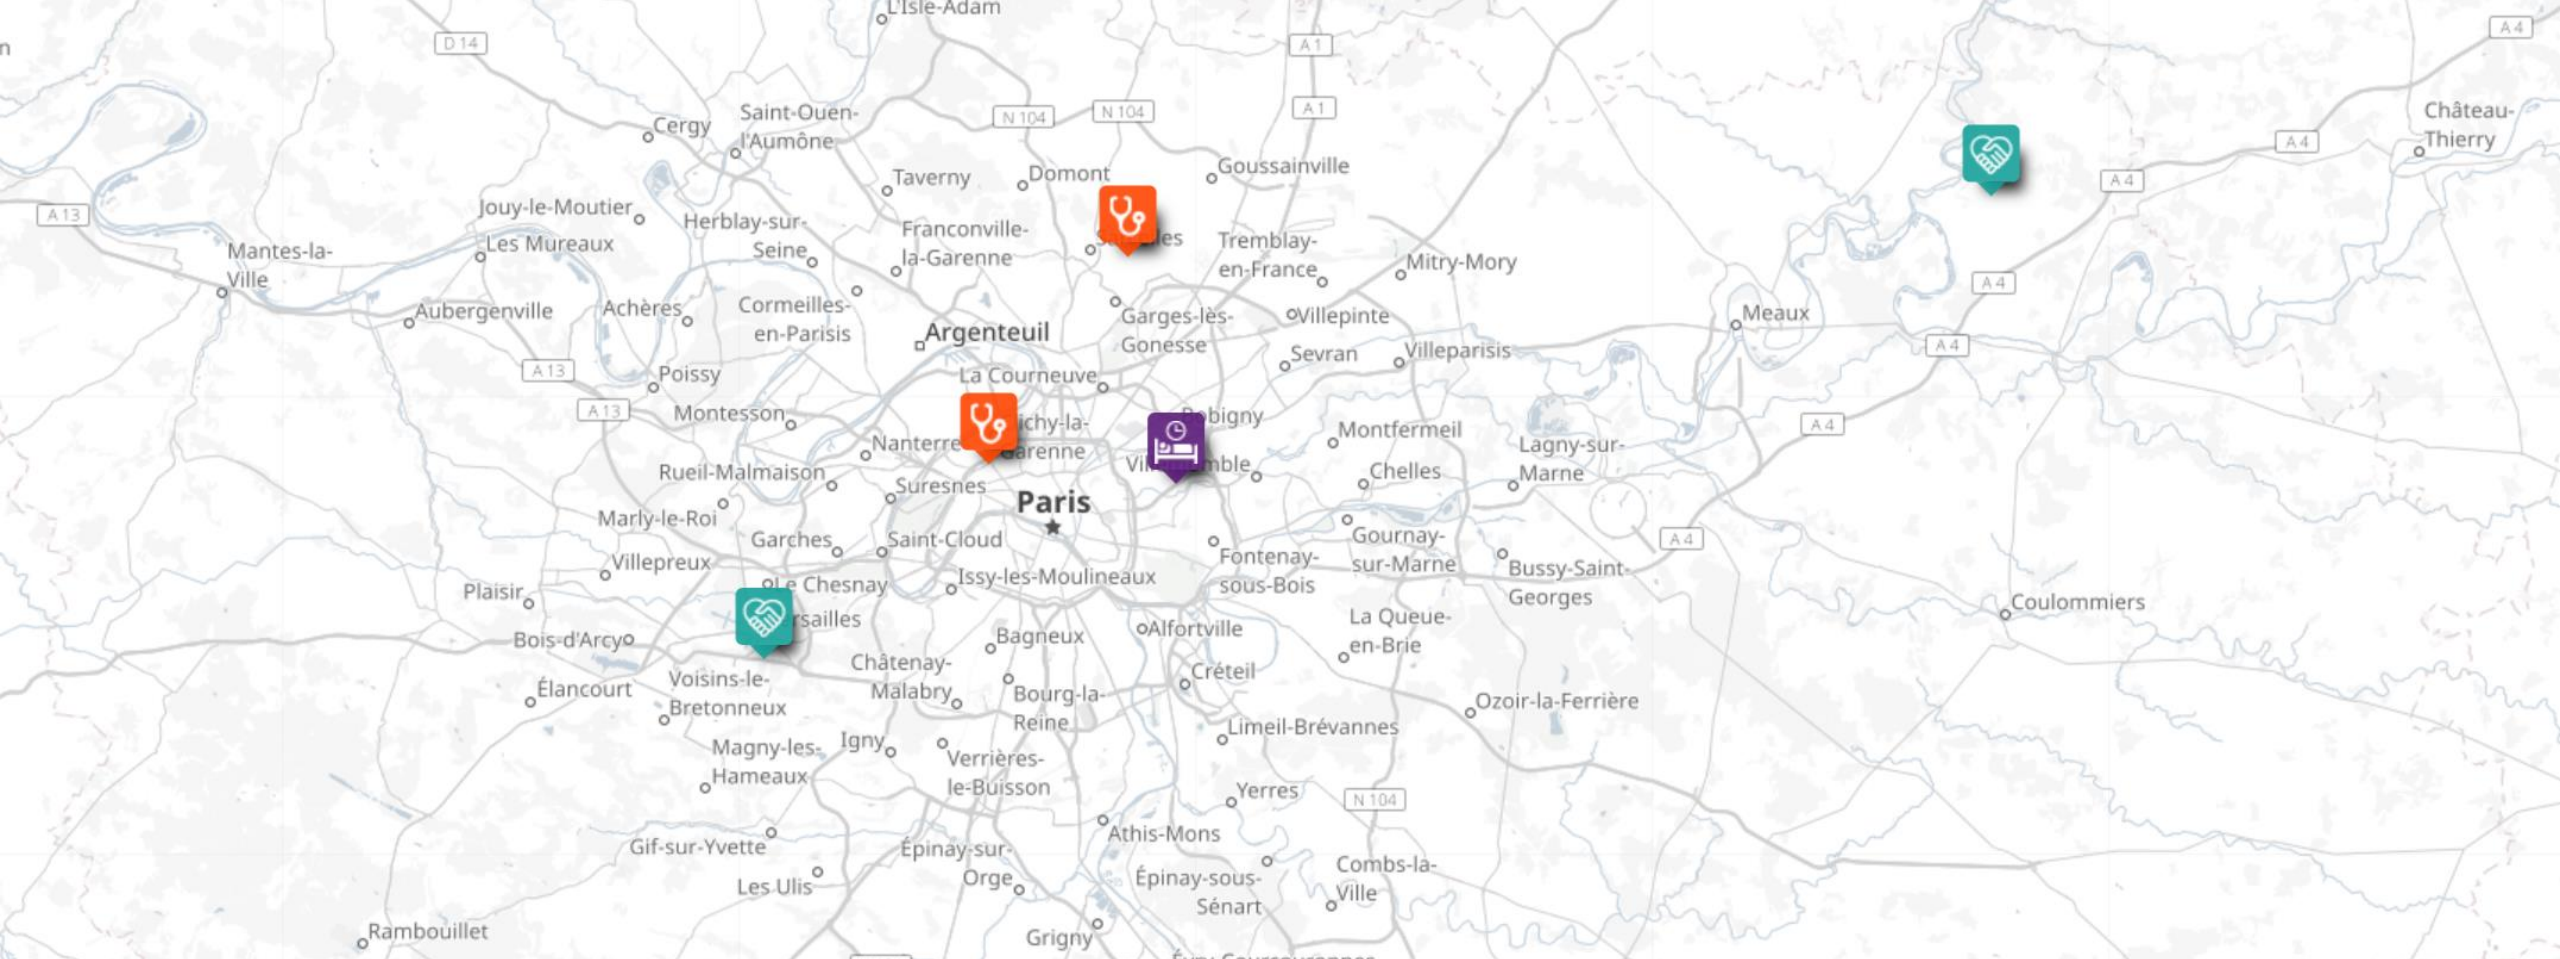 L'Isle-Adam
D 14
A 1
A 4
A 1
N 104
N 104
Saint-Ouen-
l'Aumône
Cergy
Château-
Thierry
A 4
Taverny
Domont
Goussainville
A 4
Jouy-le-Moutier
A 13
Herblay-sur-
Seine
Franconville-
la-Garenne
Tremblay-
en-France
Les Mureaux
Mantes-la-
Ville
Mitry-Mory
A 4
Aubergenville
Achères
Cormeilles-
en-Parisis
Argenteuil
Garges-lès-
Gonesse
Villepinte
Meaux
Sevran
Villeparisis
A 4
A 13
Poissy
La Courneuve
A 13
Montesson
Nanterre
Montfermeil
Lagny-sur-
Marne
A 4
Rueil-Malmaison
Suresnes
Chelles
Paris
Marly-le-Roi
Garches
Saint-Cloud
Gournay-
sur-Marne
A 4
Villepreux
Fontenay-
sous-Bois
Bussy-Saint-
Georges
Plaisir
Le Chesnay
Issy-les-Moulineaux
Coulommiers
La Queue-
en-Brie
Bois-d'Arcy
Bagneux
Alfortville
Châtenay-
Malabry
Créteil
Élancourt
Voisins-le-
Bretonneux
Bourg-la-
Reine
Ozoir-la-Ferrière
Limeil-Brévannes
Magny-les-
Hameaux
Igny
Verrières-
le-Buisson
Yerres
N 104
Athis-Mons
Gif-sur-Yvette
Épinay-sur-
Orge
Les Ulis
Épinay-sous-
Sénart
Combs-la-
Ville
Rambouillet
Grigny